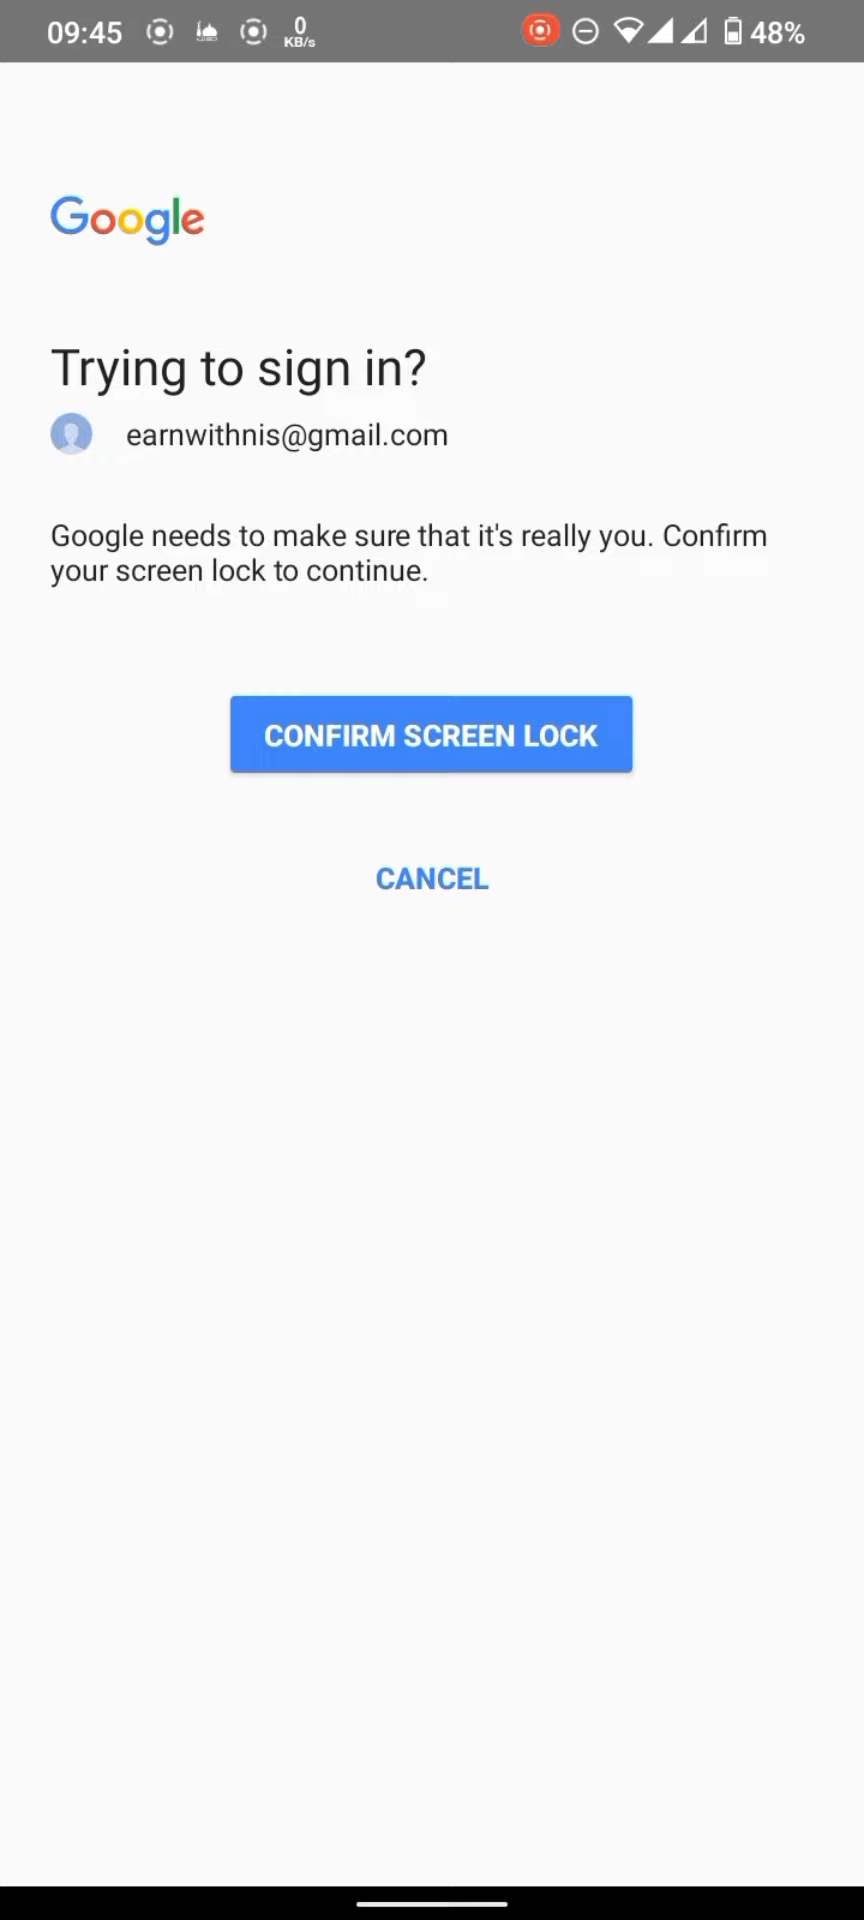 09:45 0 KB/s 48%
Google
Trying to sign in?
earnwithnis@gmail.com
Google needs to make sure that it's really you. Confirm
your screen lock to continue.
CONFIRM SCREEN LOCK
CANCEL